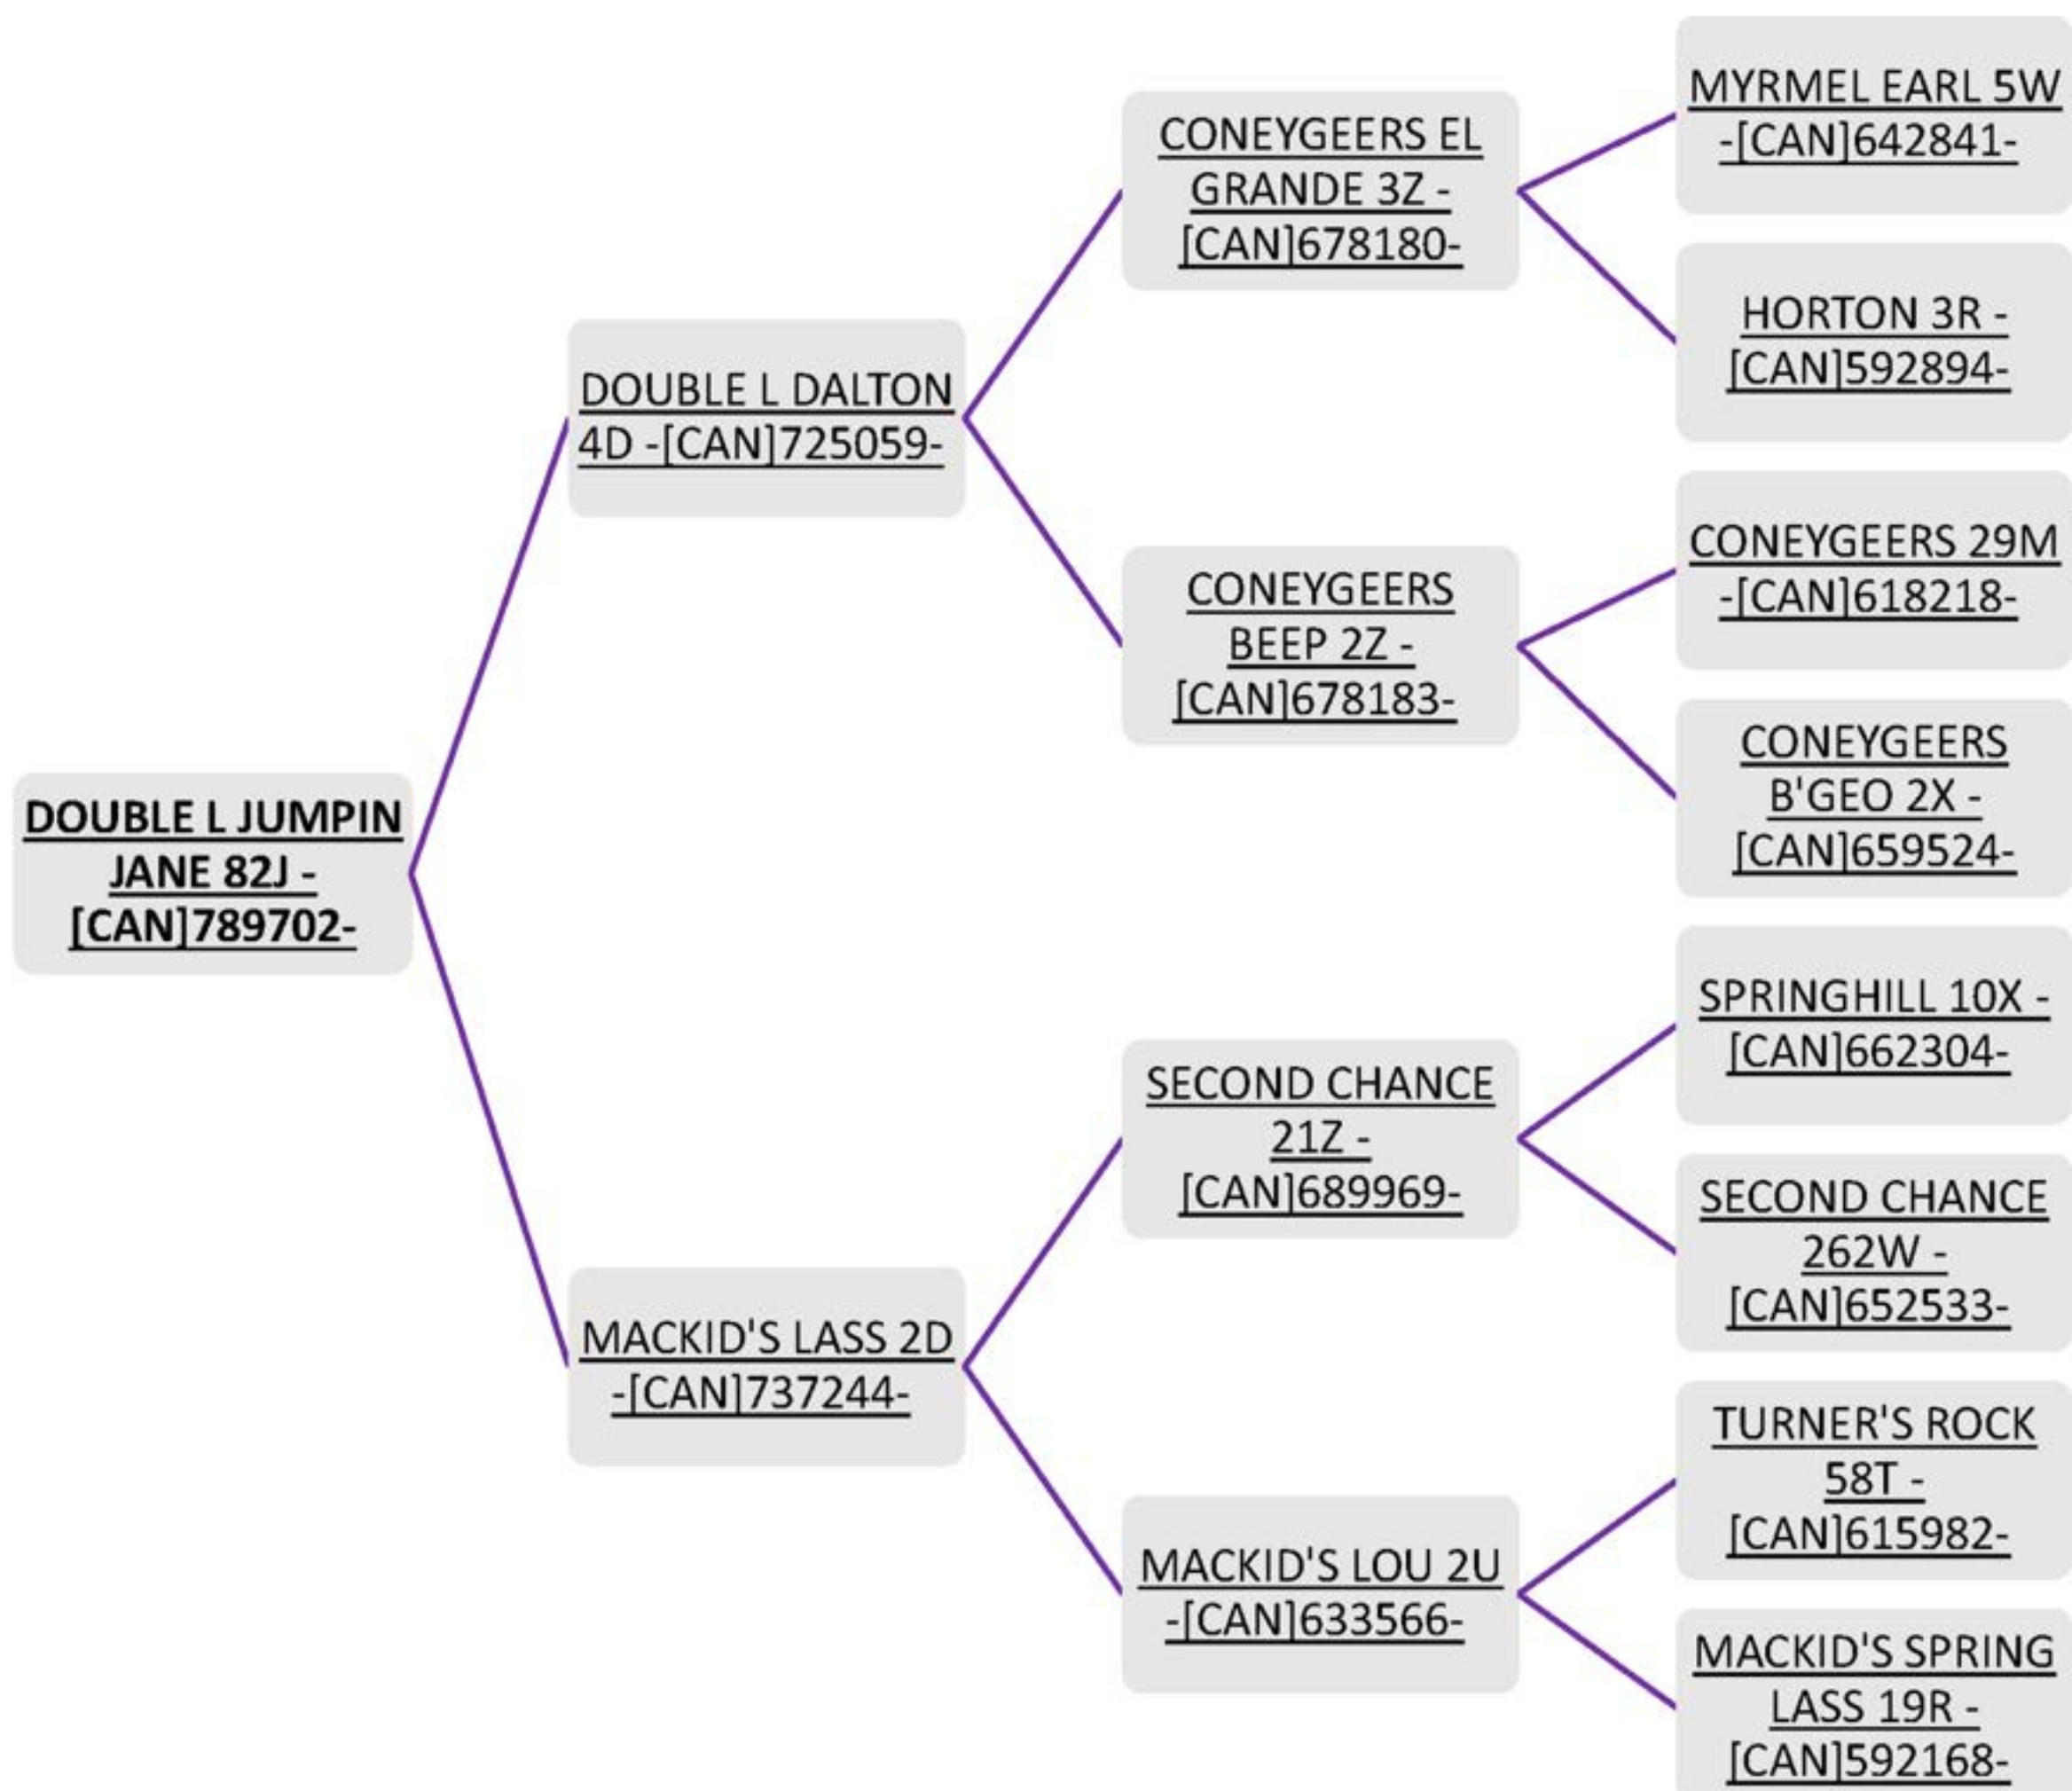 DOUBLE L JUMPIN
JANE 82J -
[CAN]789702-
DOUBLE L DALTON
4D -[CAN]725059-
MACKID'S LASS 2D
-[CAN]737244-
CONEYGEERS EL
GRANDE 3Z -
[CAN]678180-
CONEYGEERS
BEEP 2Z -
[CAN]678183-
SECOND CHANCE
21Z -
[CAN]689969-
MACKID'S LOU 2U
-[CAN]633566-
MYRMEL EARL 5W
-[CAN]642841-
HORTON 3R -
[CAN]592894-
CONEYGEERS 29M
-[CAN]618218-
CONEYGEERS
B'GEO 2X -
[CAN]659524-
SPRINGHILL 10X -
[CAN]662304-
SECOND CHANCE
262W -
[CAN]652533-
TURNER'S ROCK
58T -
[CAN]615982-
MACKID'S SPRING
LASS 19R -
[CAN]592168-